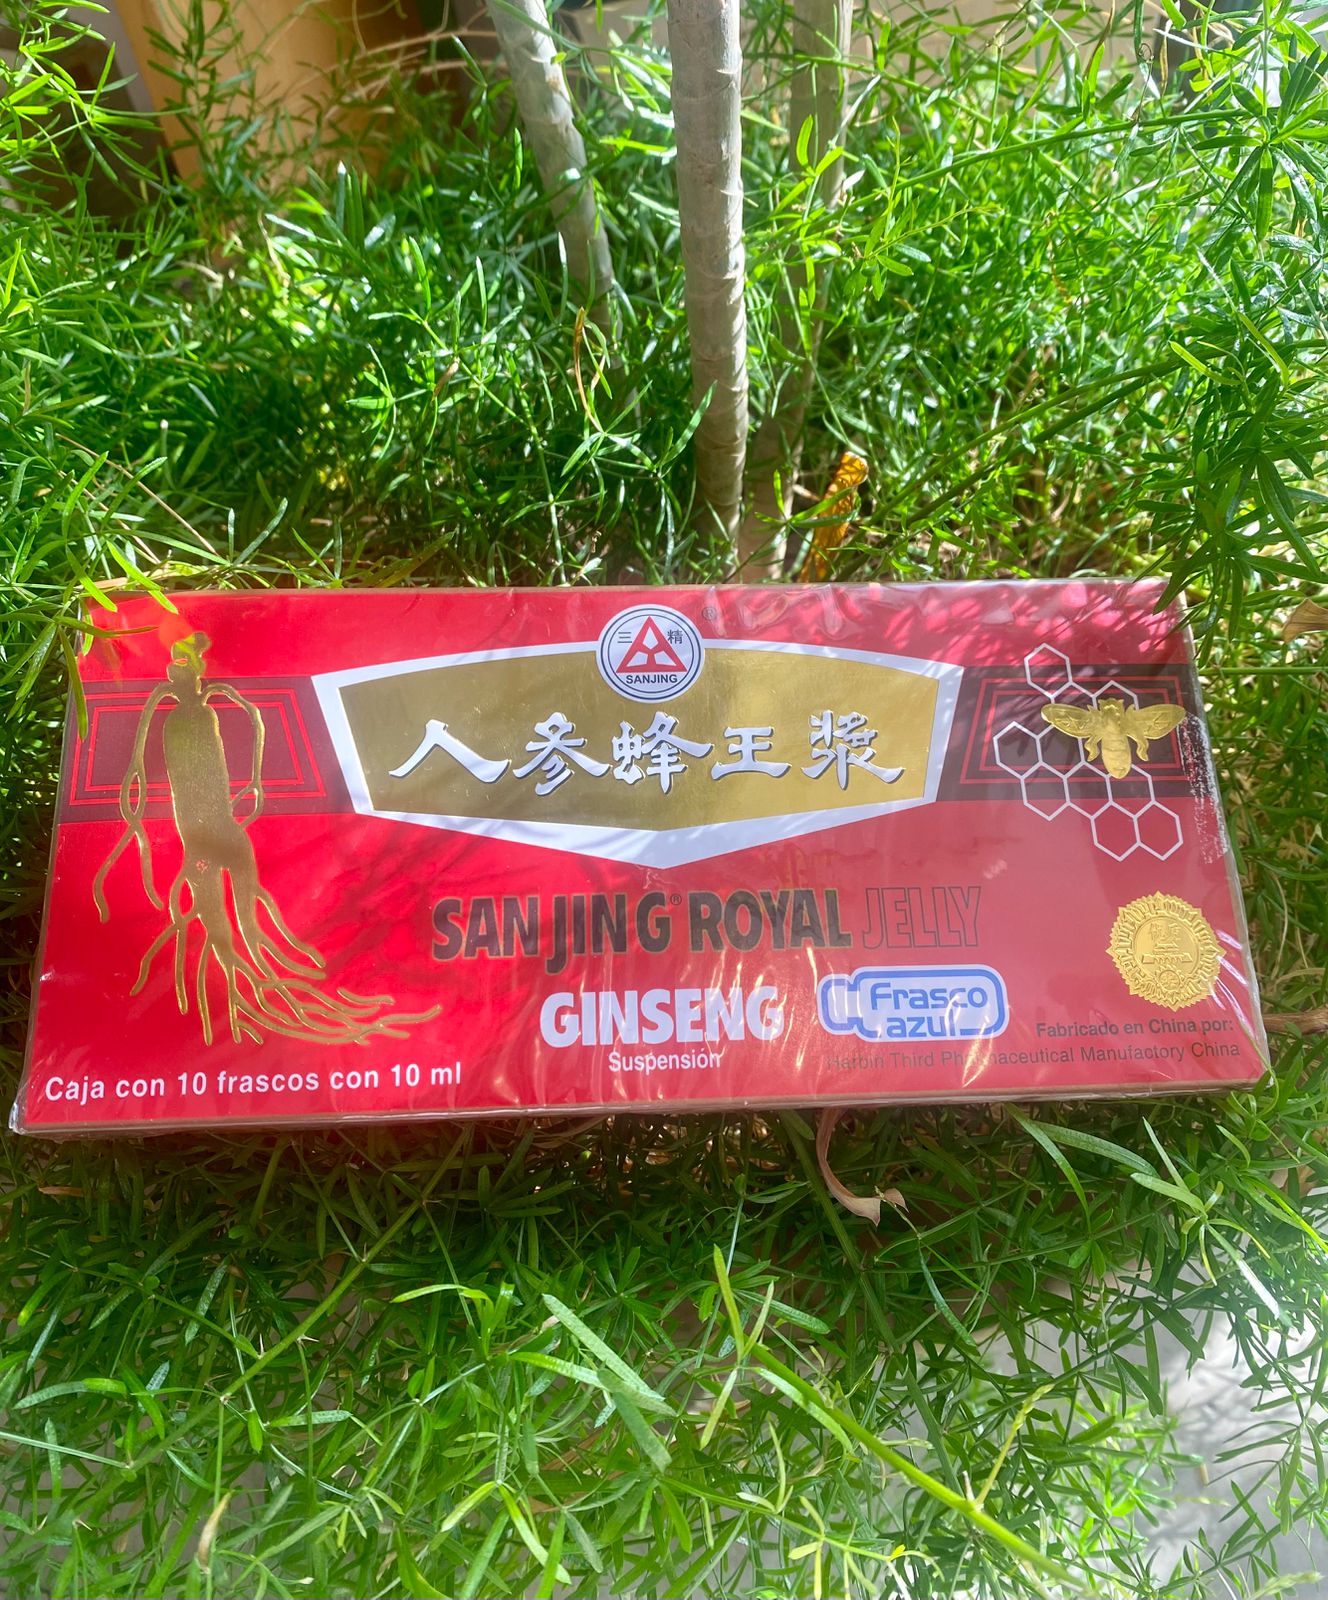 ®
三 精
SANJING
人参蜂王浆
SAN JING® ROYAL JELLY
GINSENG
Suspensión
Frasco
azul
Fabricado en China por:
Harbin Third Pharmaceutical Manufactory China
Caja con 10 frascos con 10 ml